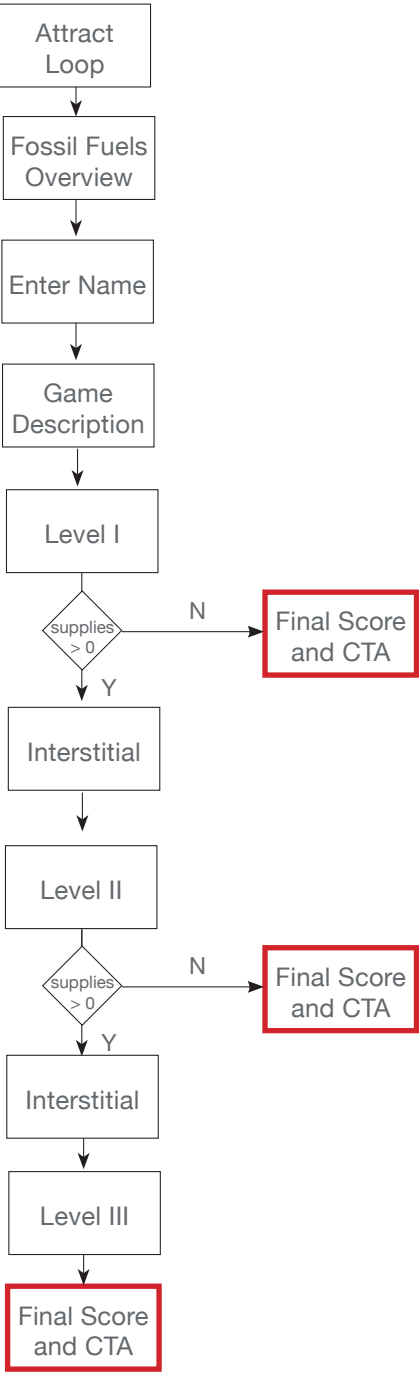 Attract
Loop
Fossil Fuels
Overview
Enter Name
Game
Description
Level I
supplies
> 0
N
Final Score
and CTA
Y
Interstitial
Level II
supplies
> 0
N
Final Score
and CTA
Y
Interstitial
Level III
Final Score
and CTA